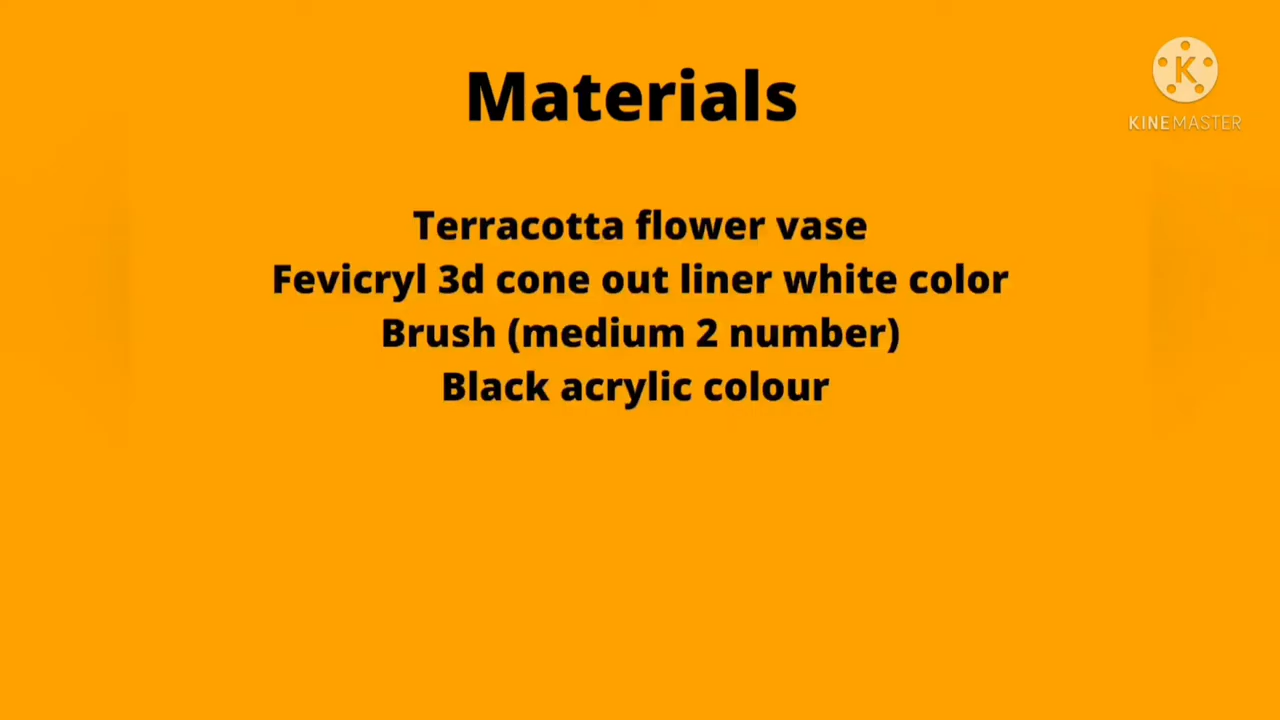 Materials
K
KINEMASTER
Terracotta flower vase
Fevicryl 3d cone out liner white color
Brush (medium 2 number)
Black acrylic colour